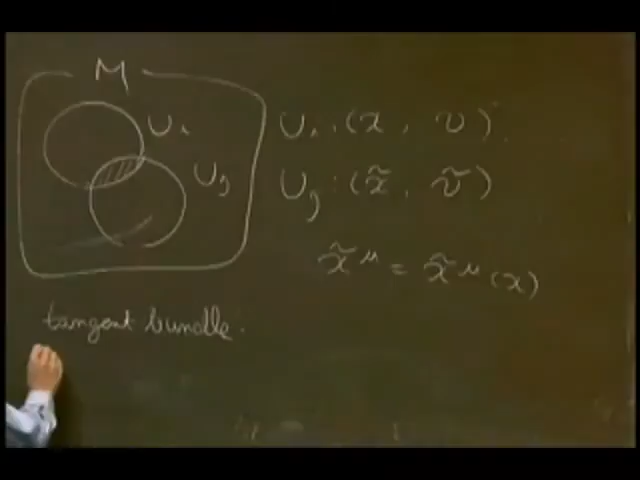 M
U_i
U_j
U_i : (x, v)
U_j : (x̃, ṽ)
x̃^μ = x̃^μ (x)
tangent bundle.